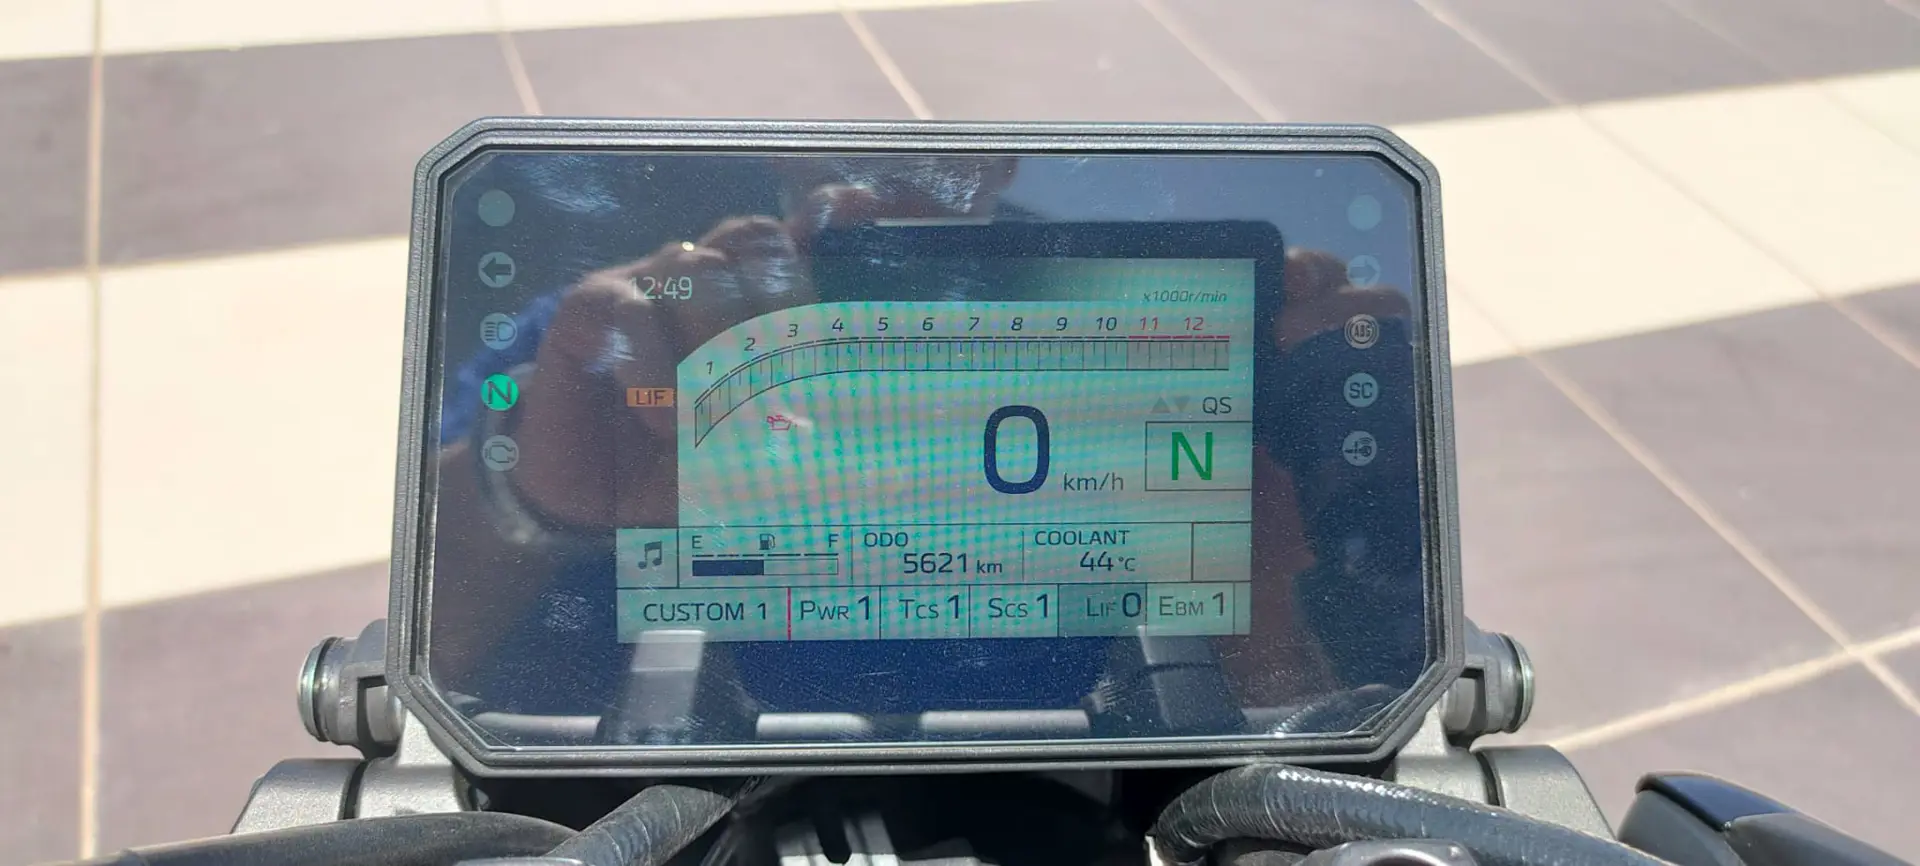 12:49
x1000r/min
1 2 3 4 5 6 7 8 9 10 11 12
N
LIF
ABS
SC
QS
0 km/h
N
E F
ODO
5621 km
COOLANT
44°C
CUSTOM 1 PWR 1 TCS 1 SCS 1 LIF 0 EBM 1